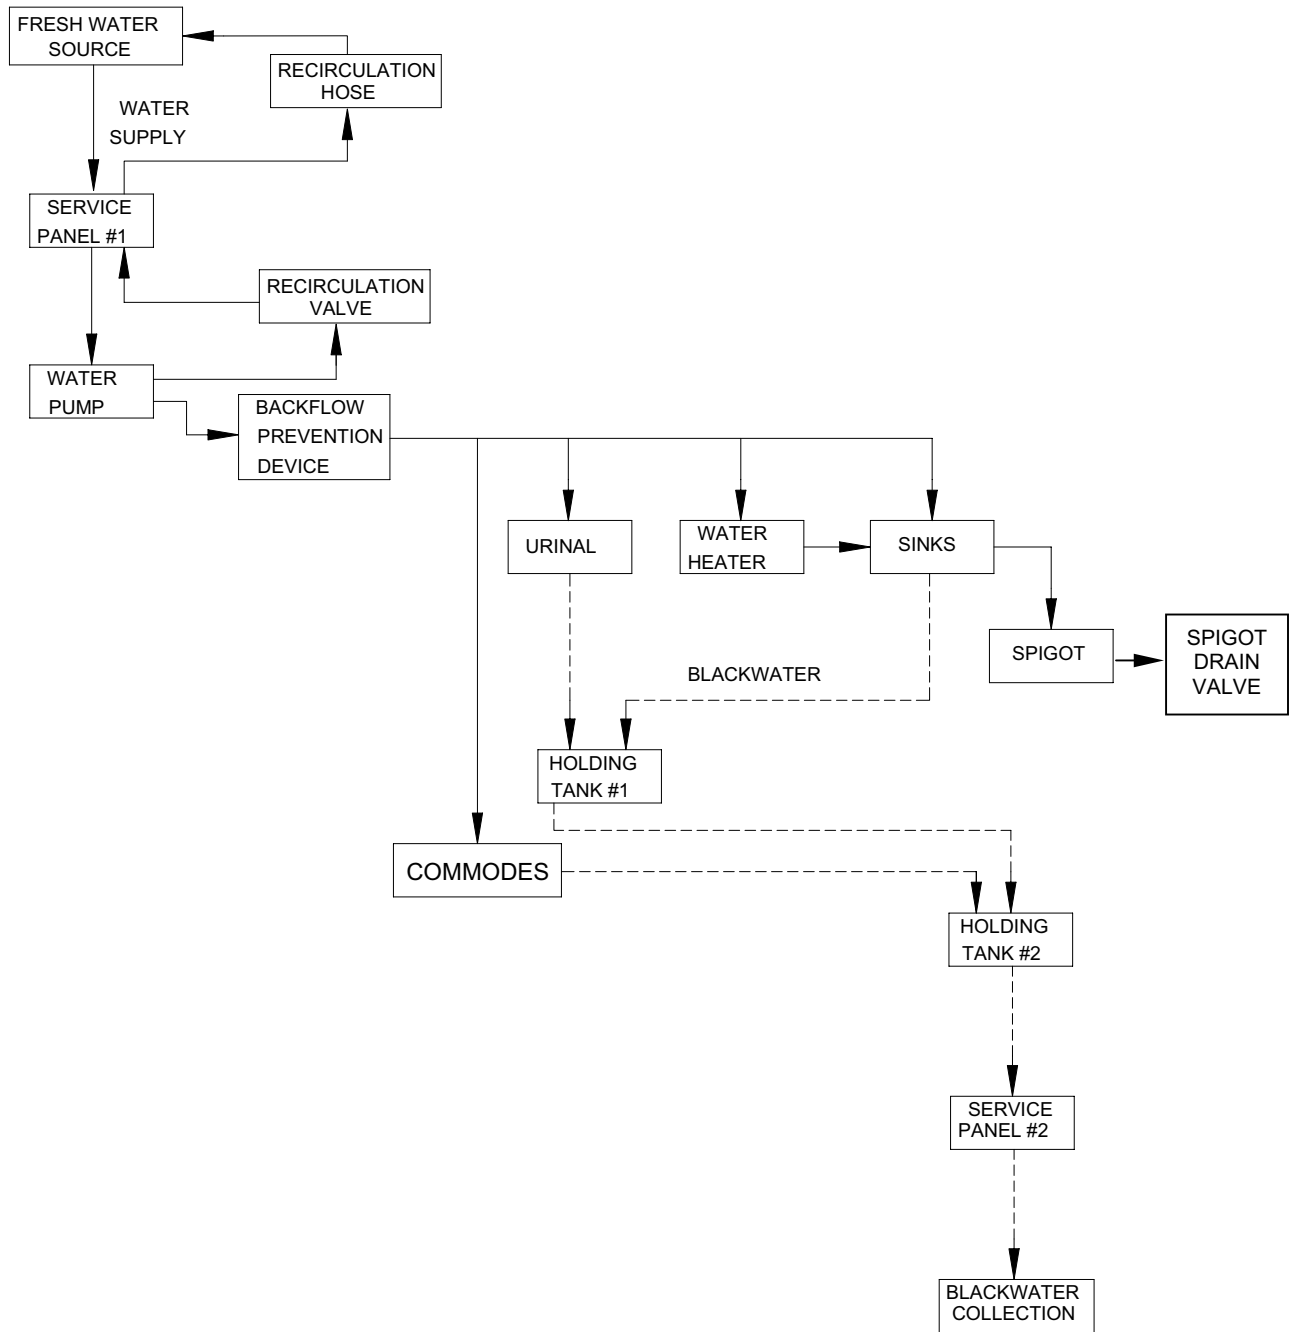 FRESH WATER
SOURCE
RECIRCULATION
HOSE
WATER
SUPPLY
SERVICE
PANEL #1
RECIRCULATION
VALVE
WATER
PUMP
BACKFLOW
PREVENTION
DEVICE
URINAL
WATER
HEATER
SINKS
SPIGOT
SPIGOT
DRAIN
VALVE
BLACKWATER
HOLDING
TANK #1
COMMODES
HOLDING
TANK #2
SERVICE
PANEL #2
BLACKWATER
COLLECTION